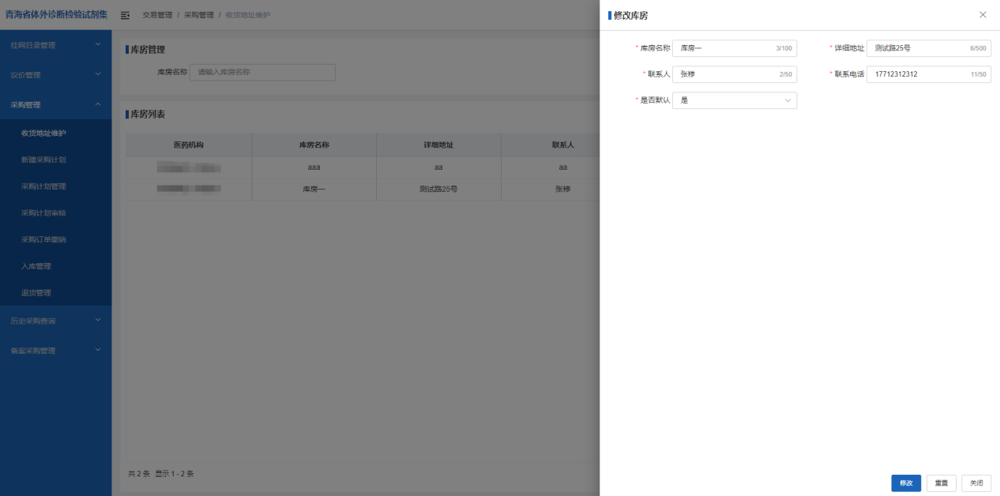 青海省体外诊断检验试剂集
交易管理 / 采购管理 / 收货地址维护
挂网目录管理
议价管理
采购管理
收货地址维护
新建采购计划
采购计划管理
采购计划审核
采购订单撤销
入库管理
退货管理
历史采购查询
备案采购管理
库房管理
库房名称 请输入库房名称
库房列表
医药机构 库房名称 详细地址 联系人
aaa aa aa
库房一 测试路25号 张穆
共 2 条 显示 1 - 2 条
修改库房
* 库房名称 库房一 3/100 * 详细地址 测试路25号 6/500
* 联系人 张穆 2/50 * 联系电话 17712312312 11/50
* 是否默认 是
修改 重置 关闭